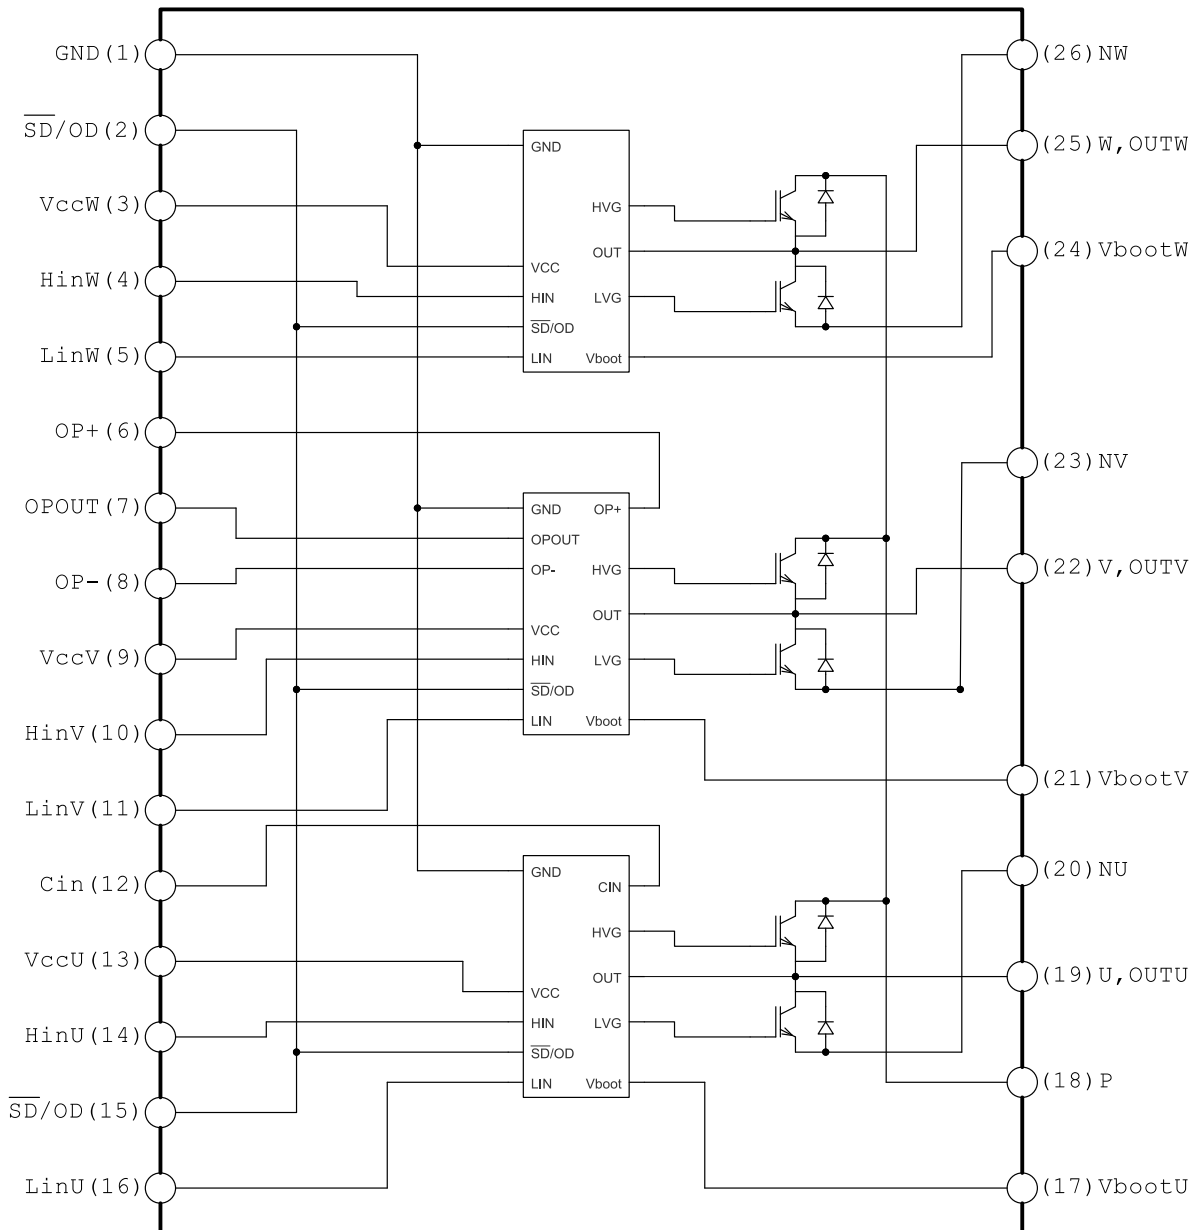 GND(1)
SD/OD(2)
VccW(3)
HinW(4)
LinW(5)
OP+(6)
OPOUT(7)
OP-(8)
VccV(9)
HinV(10)
LinV(11)
Cin(12)
VccU(13)
HinU(14)
SD/OD(15)
LinU(16)
GND
HVG
OUT
VCC
HIN
LVG
SD/OD
LIN
Vboot
GND
OP+
OPOUT
OP-
HVG
OUT
VCC
HIN
LVG
SD/OD
LIN
Vboot
GND
CIN
HVG
OUT
VCC
HIN
LVG
SD/OD
LIN
Vboot
(26)NW
(25)W,OUTW
(24)VbootW
(23)NV
(22)V,OUTV
(21)VbootV
(20)NU
(19)U,OUTU
(18)P
(17)VbootU